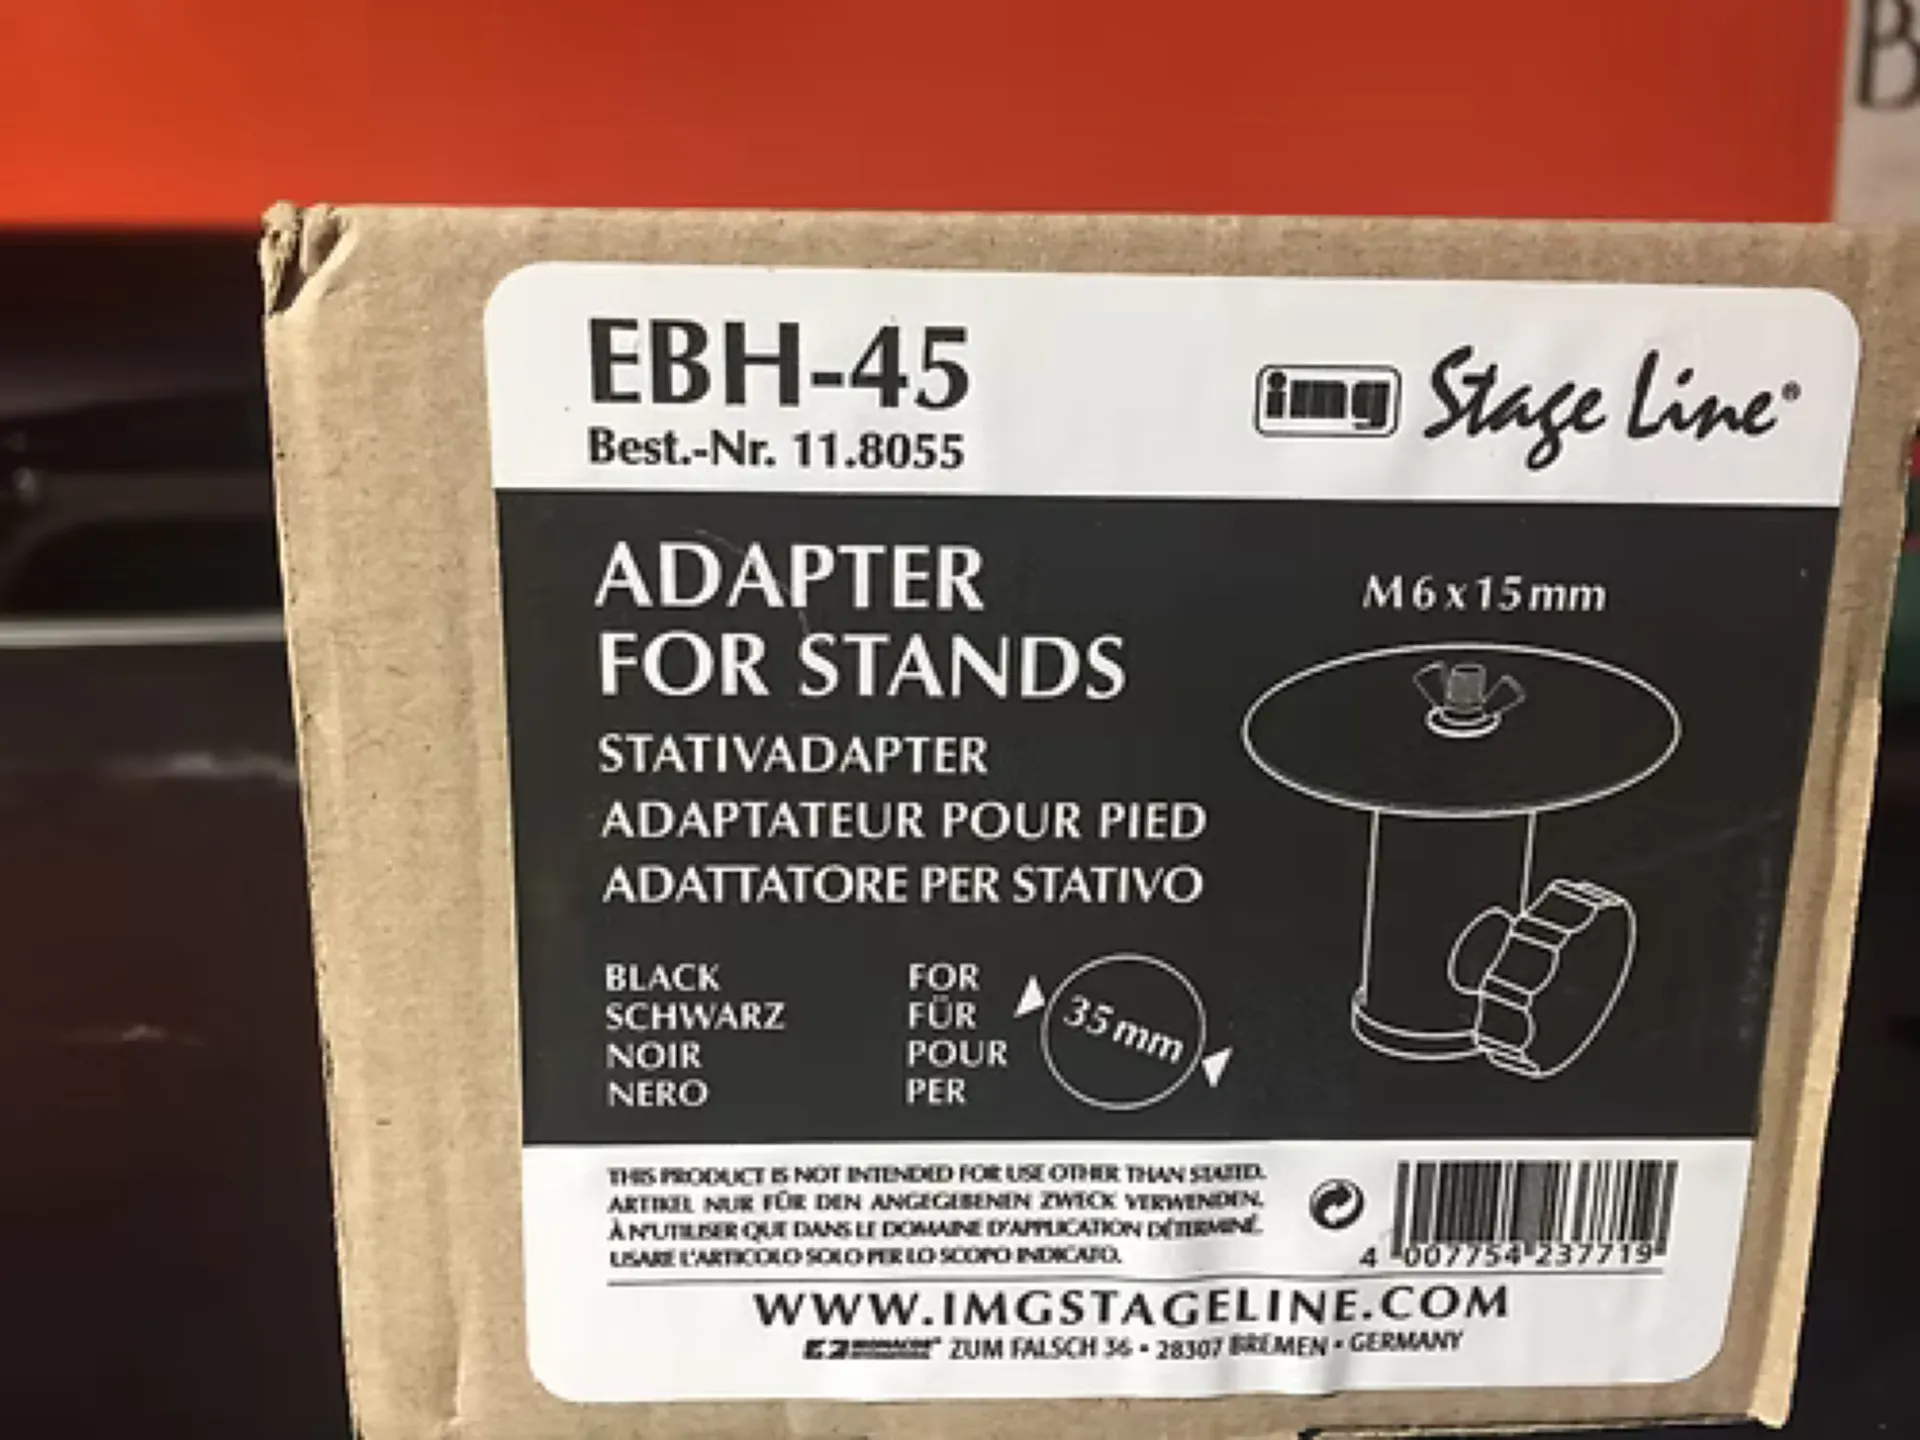 B
EBH-45
Best.-Nr. 11.8055
img Stage Line®
ADAPTER
FOR STANDS
STATIVADAPTER
ADAPTATEUR POUR PIED
ADATTATORE PER STATIVO
M6x15mm
BLACK
SCHWARZ
NOIR
NERO
FOR
FÜR
POUR
PER
35mm
THIS PRODUCT IS NOT INTENDED FOR USE OTHER THAN STATED.
ARTIKEL NUR FÜR DEN ANGEGEBENEN ZWECK VERWENDEN.
À N'UTILISER QUE DANS LE DOMAINE D'APPLICATION DÉTERMINÉ.
USARE L'ARTICOLO SOLO PER LO SCOPO INDICATO.
4 007754 237719
WWW.IMGSTAGELINE.COM
ZUM FALSCH 36 • 28307 BREMEN • GERMANY